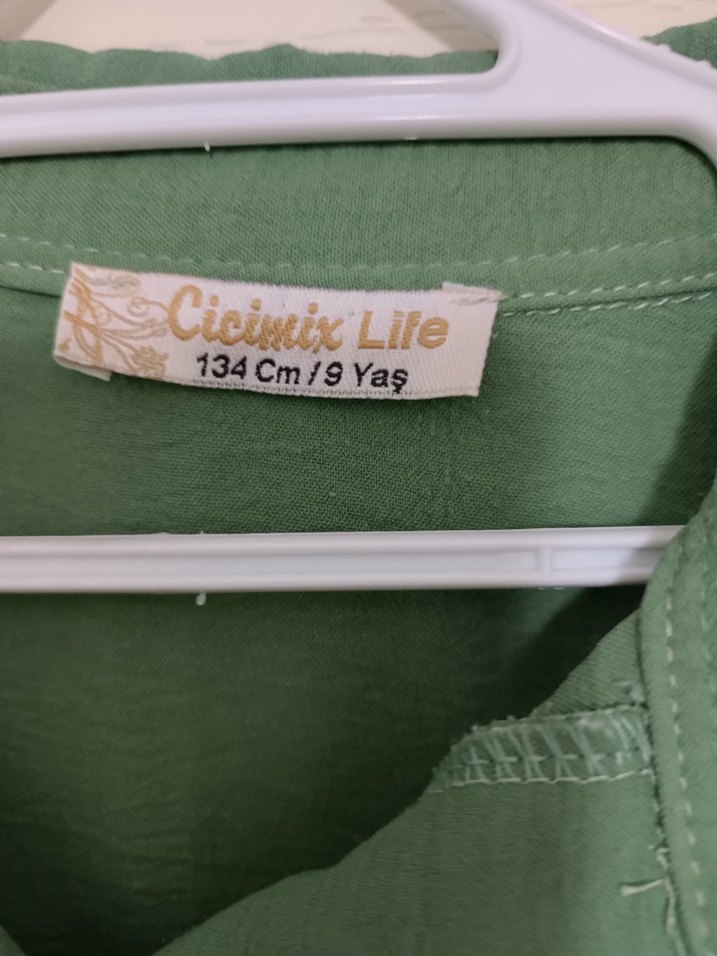 Cicimix Life
134 Cm / 9 Yaş